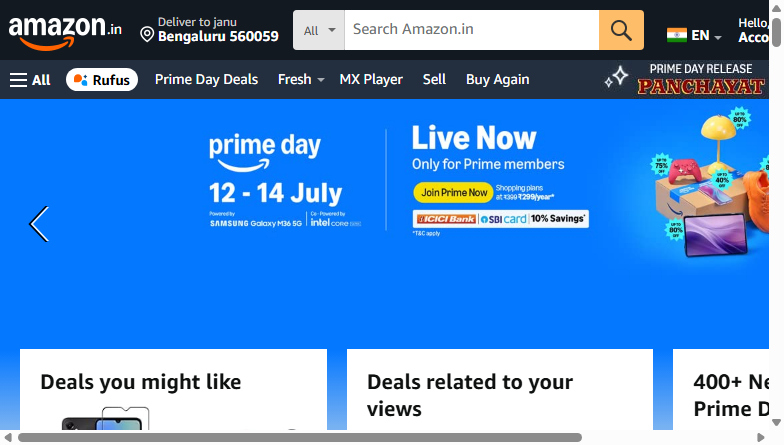 amazon.in
Deliver to janu
Bengaluru 560059
All
Search Amazon.in
EN
Hello,
Acco
All
Rufus
Prime Day Deals
Fresh
MX Player
Sell
Buy Again
PRIME DAY RELEASE
PANCHAYAT
prime day
12 - 14 July
Powered by
SAMSUNG Galaxy M36 5G
Co - Powered by
intel core
Live Now
Only for Prime members
Join Prime Now
Shopping plans
at ₹399 ₹299/year*
ICICI Bank
SBI card
10% Savings*
*T&C apply
UP TO
80%
OFF
UP TO
75%
OFF
UP TO
40%
OFF
UP TO
80%
OFF
Deals you might like
Deals related to your
views
400+ Ne
Prime D